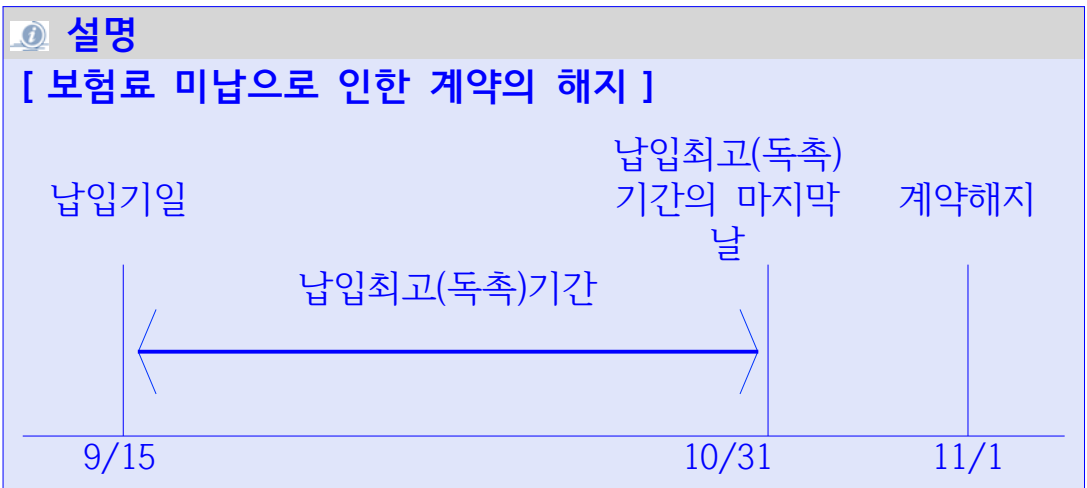 설명
[ 보험료 미납으로 인한 계약의 해지 ]
납입기일
납입최고(독촉)
기간의 마지막
날
계약해지
납입최고(독촉)기간
9/15
10/31
11/1